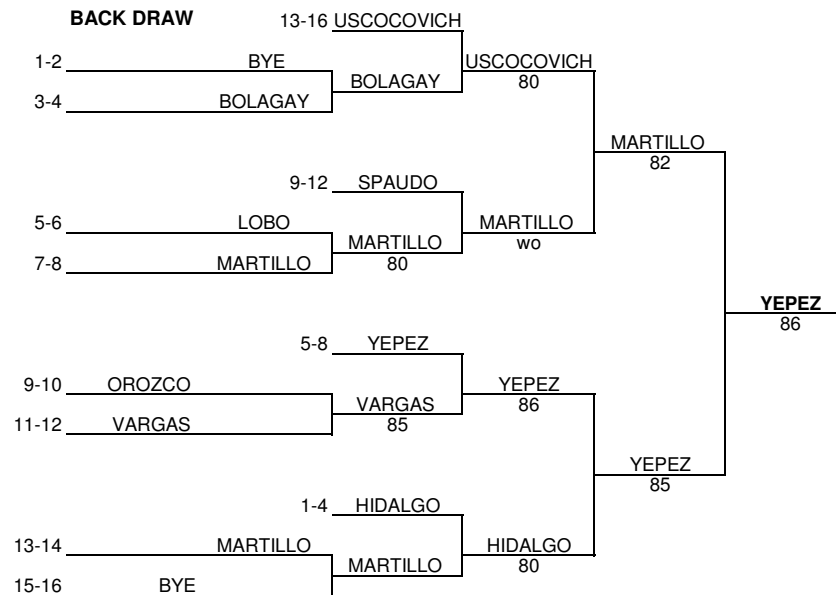 BACK DRAW
13-16 USCOCOVICH
1-2 BYE USCOCOVICH
BOLAGAY 80
3-4 BOLAGAY
MARTILLO
82
9-12 SPAUDO
5-6 LOBO MARTILLO
MARTILLO wo
7-8 MARTILLO 80
YEPEZ
86
5-8 YEPEZ
9-10 OROZCO YEPEZ
VARGAS 86
11-12 VARGAS 85
YEPEZ
85
1-4 HIDALGO
13-14 MARTILLO HIDALGO
MARTILLO 80
15-16 BYE